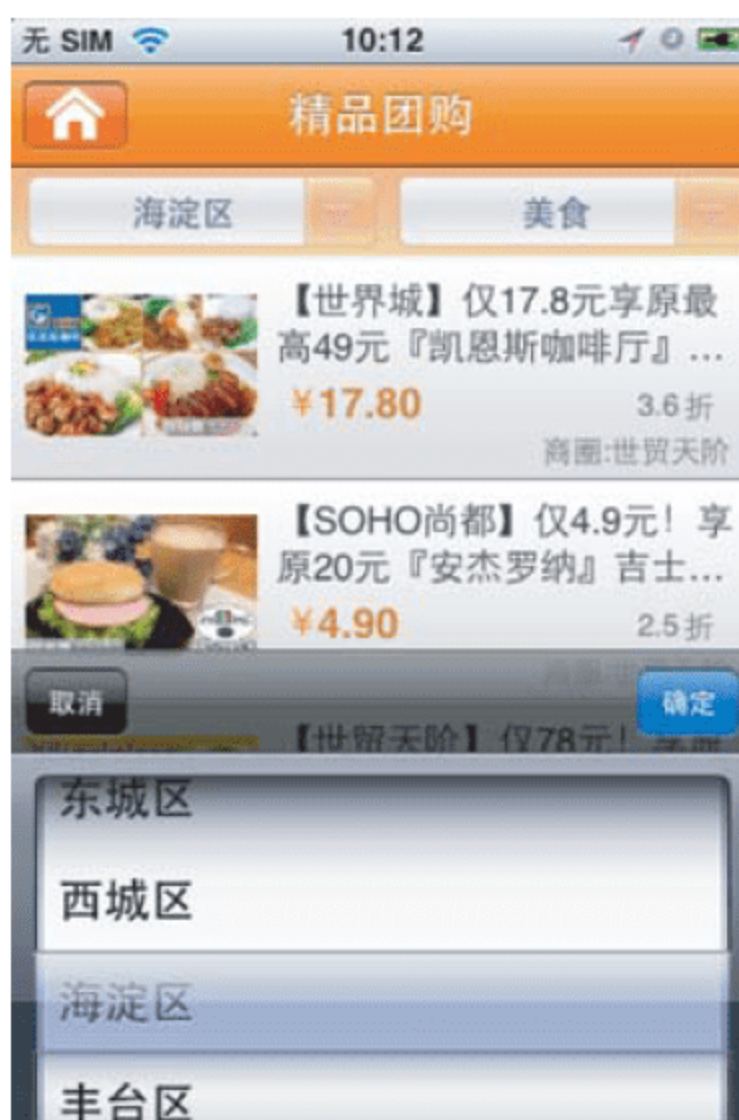 无 SIM 10:12
精品团购
海淀区 美食
【世界城】仅17.8元享原最
高49元『凯恩斯咖啡厅』...
¥17.80 3.6折
商圈:世贸天阶
【SOHO尚都】仅4.9元！享
原20元『安杰罗纳』吉士...
¥4.90 2.5折
取消 确定
【世贸天阶】仅78元！
东城区
西城区
海淀区
丰台区